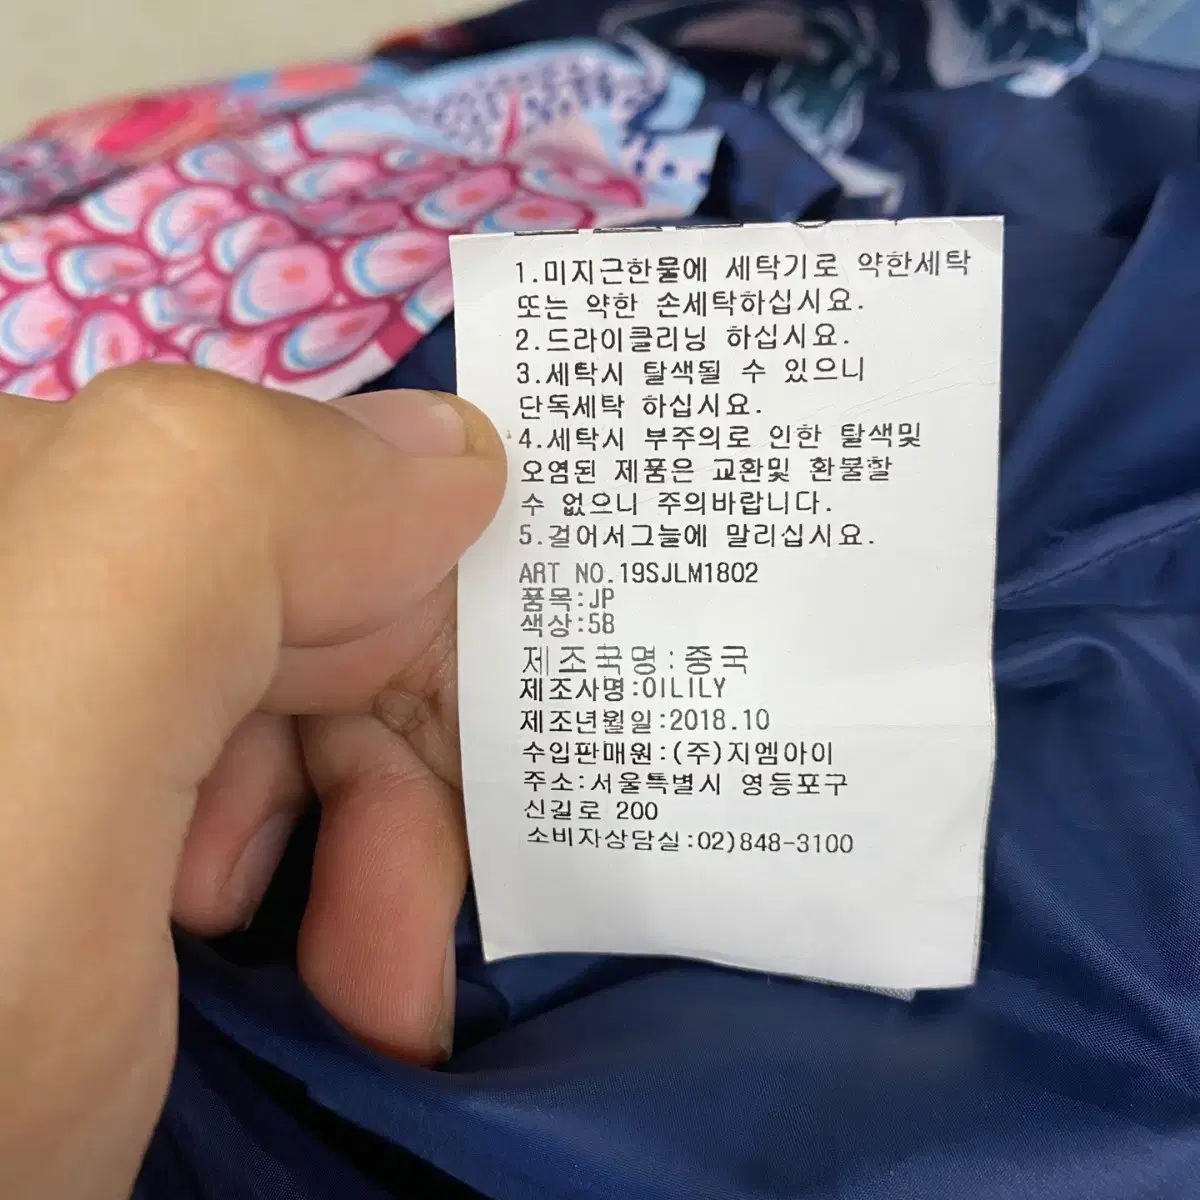 1.미지근한물에 세탁기로 약한세탁
또는 약한 손세탁하십시요.
2.드라이클리닝 하십시요.
3.세탁시 탈색될 수 있으니
단독세탁 하십시요.
4.세탁시 부주의로 인한 탈색및
오염된 제품은 교환및 환불할
수 없으니 주의바랍니다.
5.걸어서그늘에 말리십시요.
ART NO.19SJLM1802
품목:JP
색상:58
제조국명:중국
제조사명:OILILY
제조년월일:2018.10
수입판매원:(주)지엠아이
주소:서울특별시 영등포구
신길로 200
소비자상담실:02)848-3100